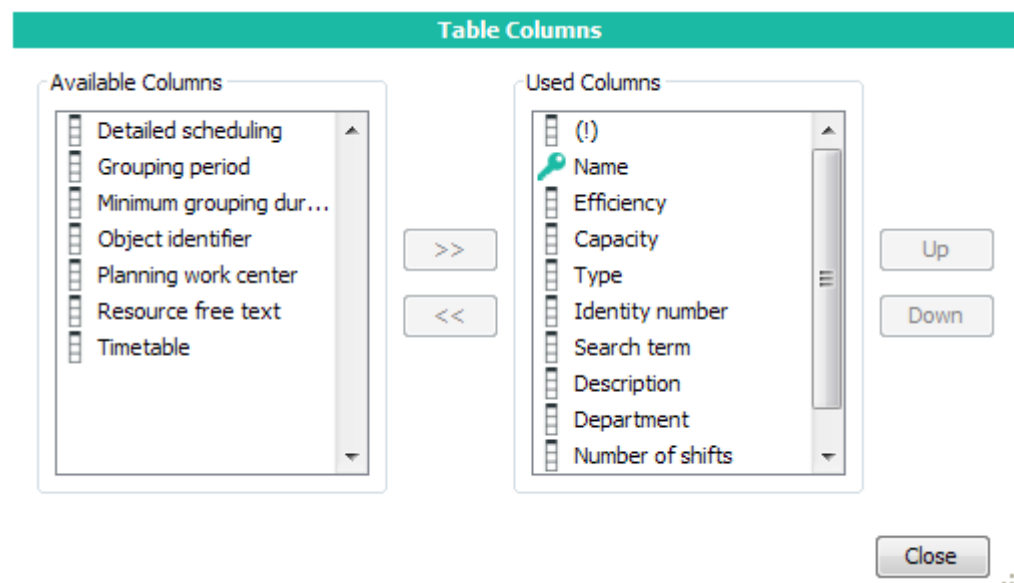 Table Columns
Available Columns
Detailed scheduling
Grouping period
Minimum grouping dur...
Object identifier
Planning work center
Resource free text
Timetable
>>
<<
Used Columns
(!)
Name
Efficiency
Capacity
Type
Identity number
Search term
Description
Department
Number of shifts
Up
Down
Close